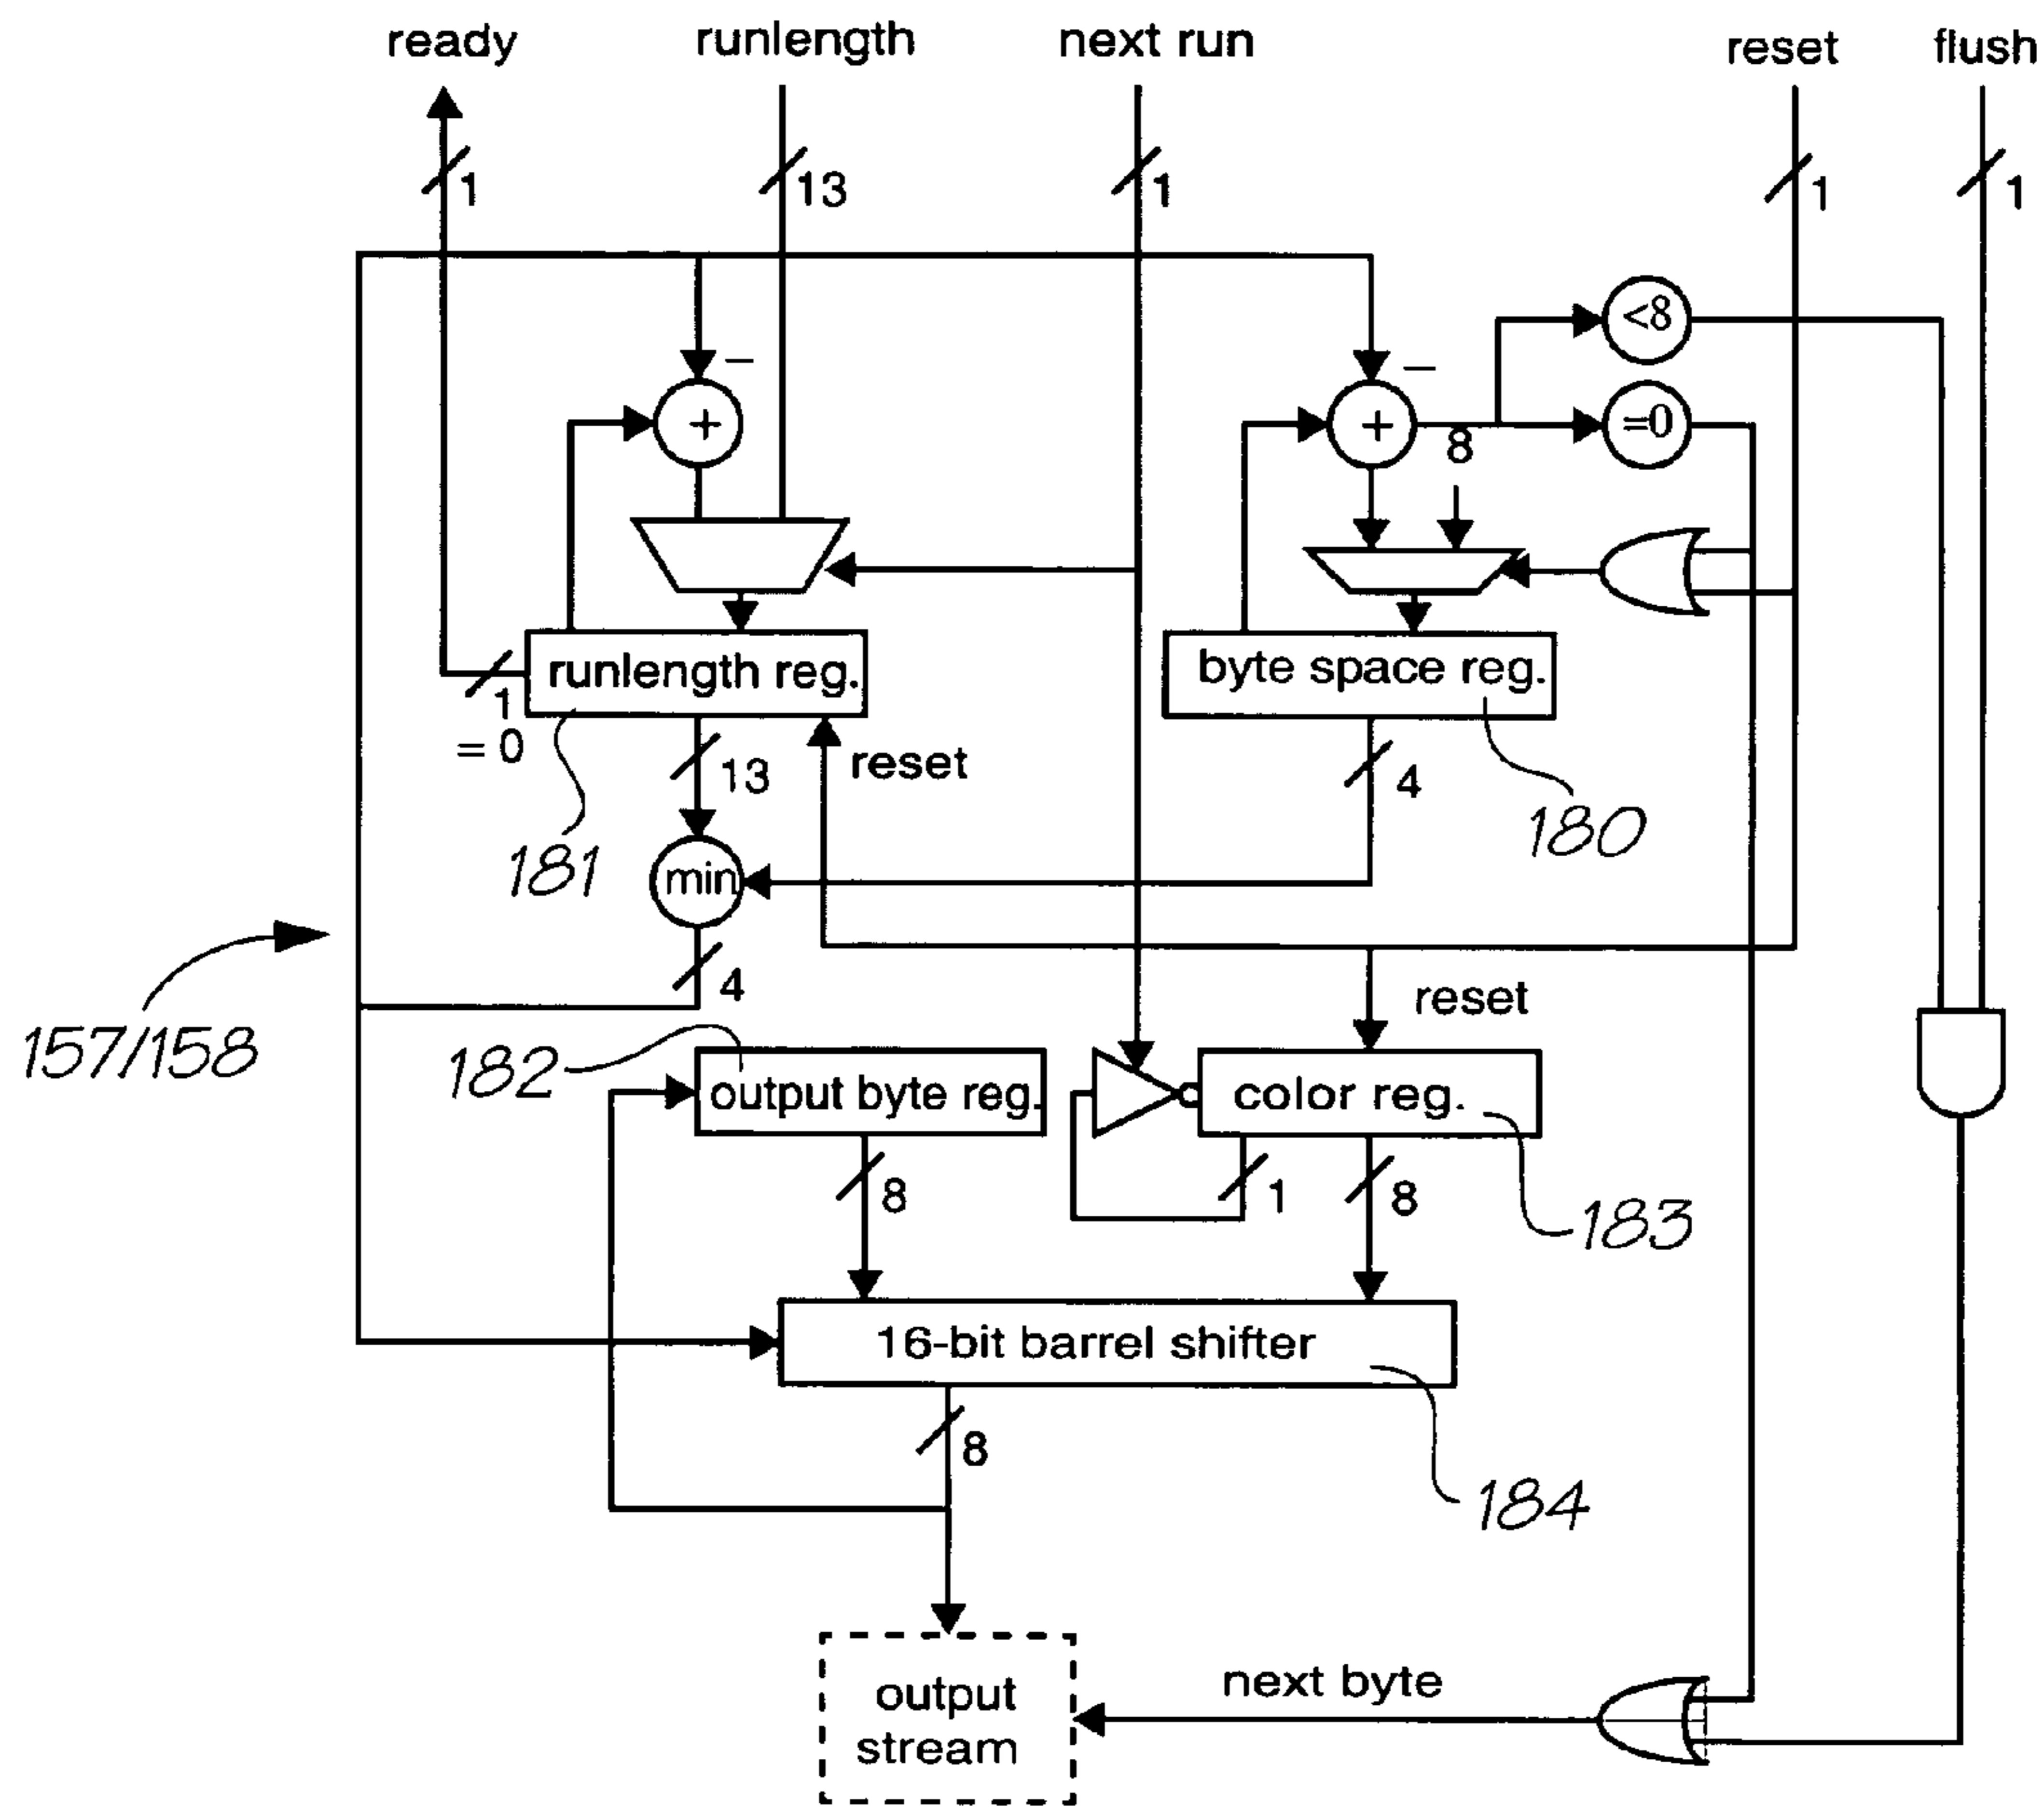 ready
runlength
next run
reset
flush
1
13
1
1
1
−
−
<8
+
+
=0
8
runlength reg.
byte space reg.
1
= 0
13
reset
4
180
181
min
4
157/158
reset
182
output byte reg.
color reg.
8
1
8
183
16-bit barrel shifter
8
184
next byte
output
stream